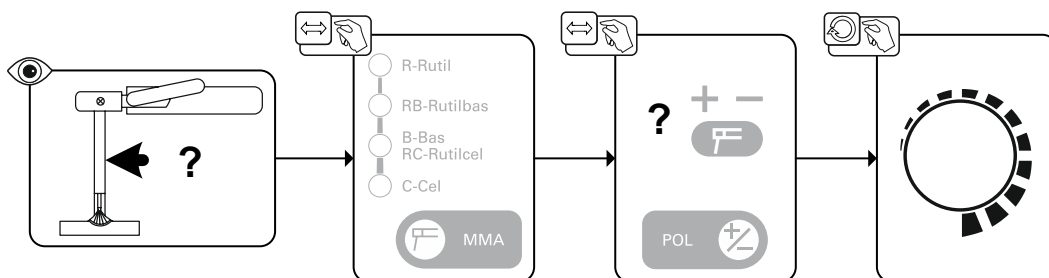 ?
R-Rutil
RB-Rutilbas
B-Bas
RC-Rutilcel
C-Cel
MMA
?
+ −
POL
+/−